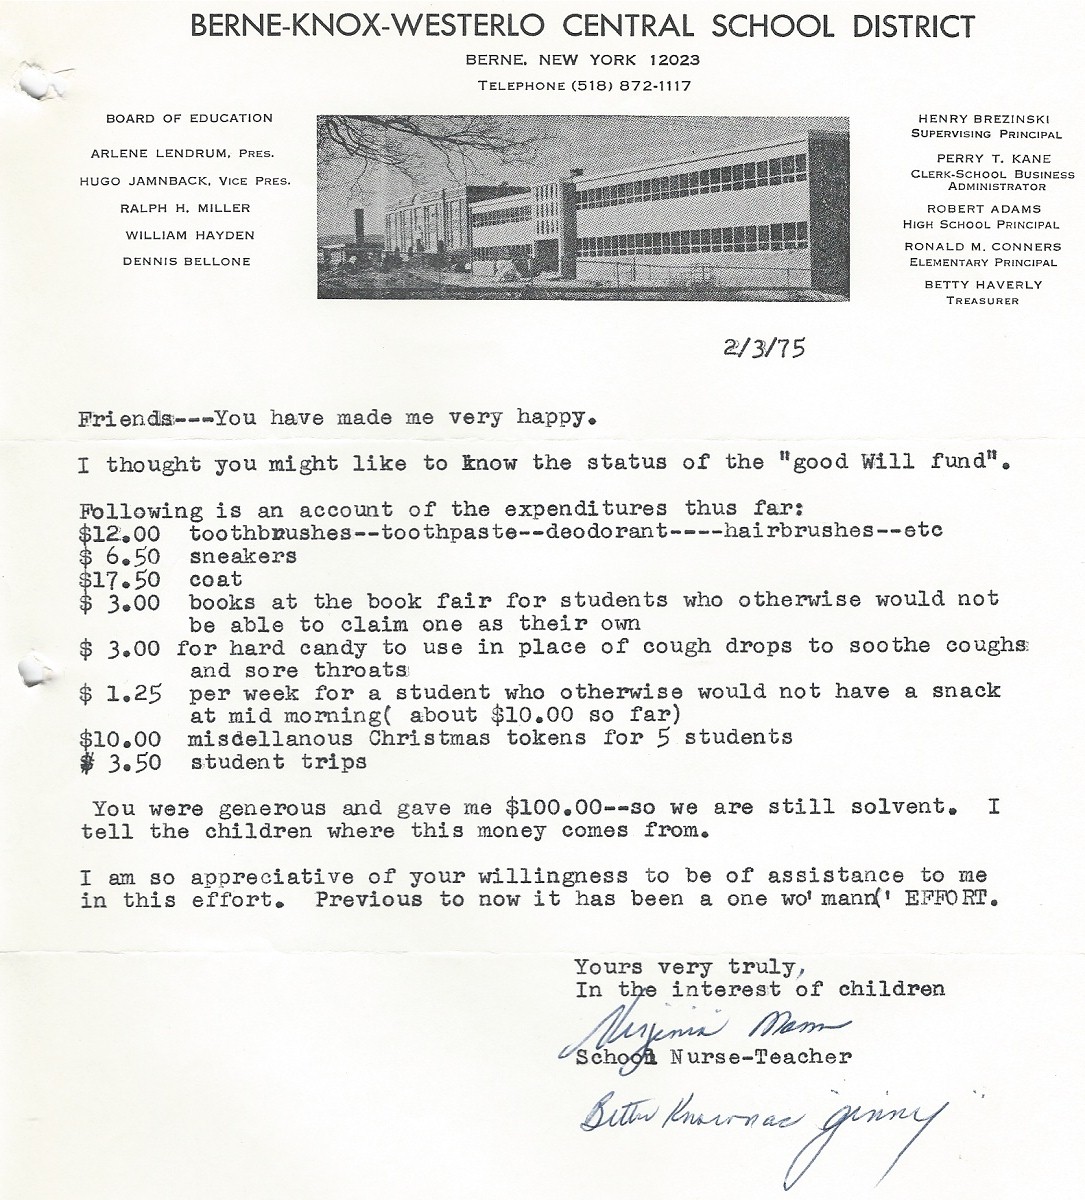 BERNE-KNOX-WESTERLO CENTRAL SCHOOL DISTRICT
BERNE, NEW YORK 12023
TELEPHONE (518) 872-1117
BOARD OF EDUCATION
ARLENE LENDRUM, PRES.
HUGO JAMNBACK, VICE PRES.
RALPH H. MILLER
WILLIAM HAYDEN
DENNIS BELLONE
HENRY BREZINSKI
SUPERVISING PRINCIPAL
PERRY T. KANE
CLERK-SCHOOL BUSINESS
ADMINISTRATOR
ROBERT ADAMS
HIGH SCHOOL PRINCIPAL
RONALD M. CONNERS
ELEMENTARY PRINCIPAL
BETTY HAVERLY
TREASURER
2/3/75
Friends---You have made me very happy.
I thought you might like to know the status of the "good Will fund".
Following is an account of the expenditures thus far:
$12.00 toothbrushes--toothpaste--deodorant----hairbrushes--etc
$ 6.50 sneakers
$17.50 coat
$ 3.00 books at the book fair for students who otherwise would not
be able to claim one as their own
$ 3.00 for hard candy to use in place of cough drops to soothe coughs
and sore throats
$ 1.25 per week for a student who otherwise would not have a snack
at mid morning( about $10.00 so far)
$10.00 misdellanous Christmas tokens for 5 students
$ 3.50 student trips
You were generous and gave me $100.00--so we are still solvent. I
tell the children where this money comes from.
I am so appreciative of your willingness to be of assistance to me
in this effort. Previous to now it has been a one wo' mann(' EFFORT.
Yours very truly,
In the interest of children
Virginia Mann
School Nurse-Teacher
Better Known as "Ginny"